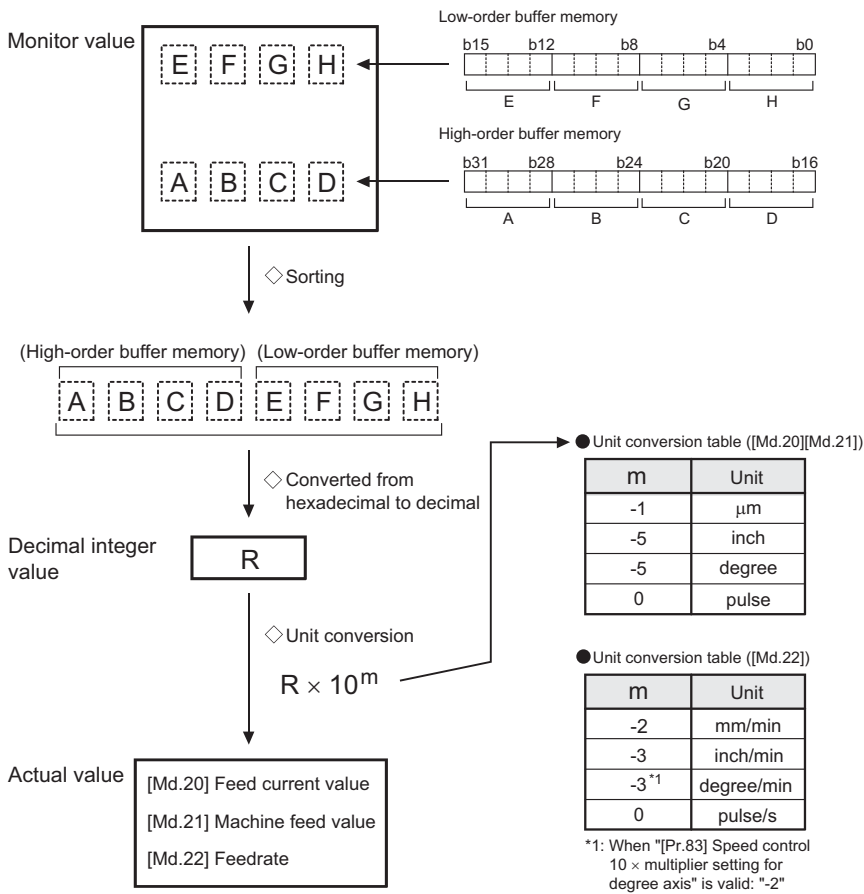 Monitor value
E F G H
A B C D
Low-order buffer memory
b15 b12 b8 b4 b0
E F G H
High-order buffer memory
b31 b28 b24 b20 b16
A B C D
◇ Sorting
(High-order buffer memory) (Low-order buffer memory)
A B C D E F G H
◇ Converted from
hexadecimal to decimal
Decimal integer
value
R
◇ Unit conversion
R × 10^m
Actual value
[Md.20] Feed current value
[Md.21] Machine feed value
[Md.22] Feedrate
● Unit conversion table ([Md.20][Md.21])
m Unit
-1 μm
-5 inch
-5 degree
0 pulse
● Unit conversion table ([Md.22])
m Unit
-2 mm/min
-3 inch/min
-3 *1 degree/min
0 pulse/s
*1: When "[Pr.83] Speed control
10 × multiplier setting for
degree axis" is valid: "-2"